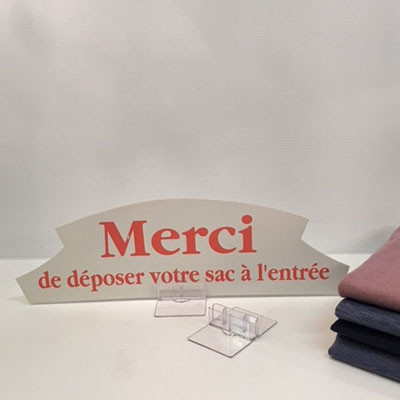 Merci
de déposer votre sac à l'entrée